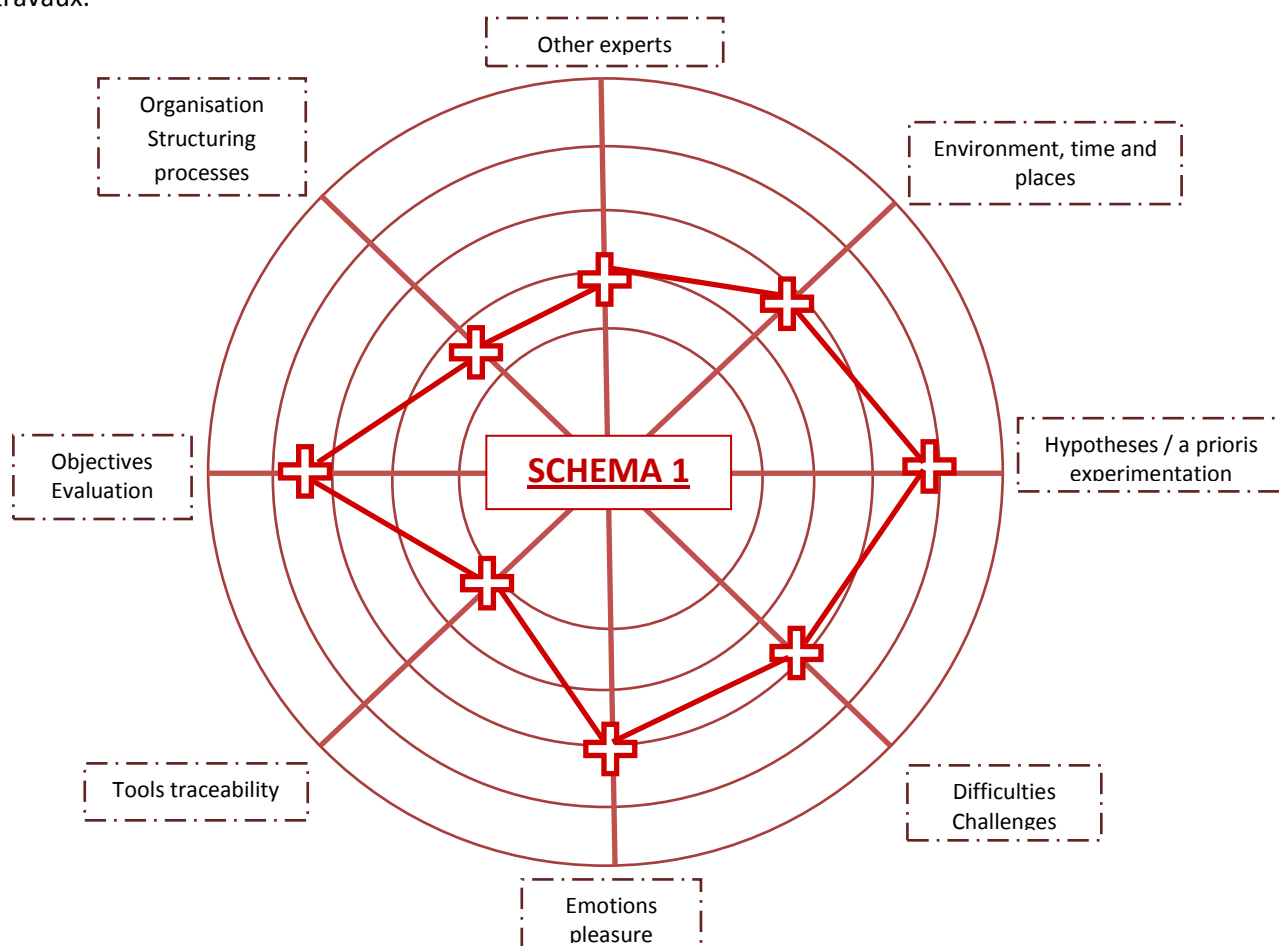 travaux.
Other experts
Organisation
Structuring
processes
Environment, time and
places
Objectives
Evaluation
SCHEMA 1
Hypotheses / a prioris
experimentation
Tools traceability
Difficulties
Challenges
Emotions
pleasure